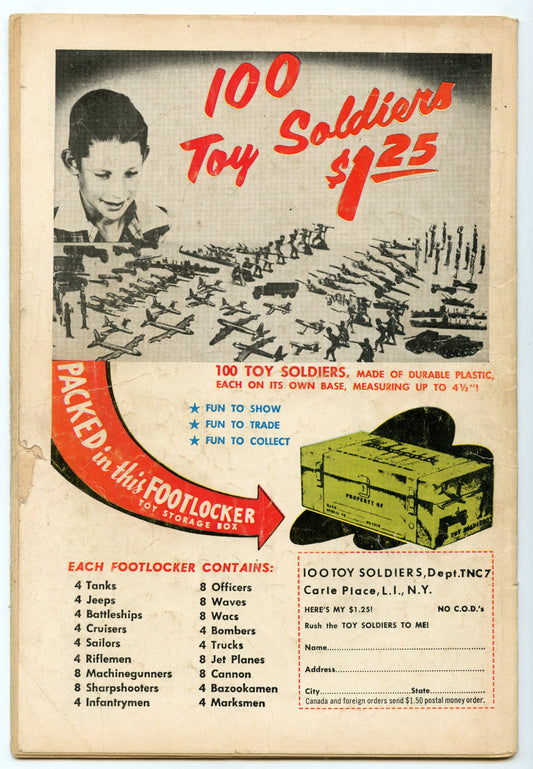 100
Toy Soldiers
$1.25
100 TOY SOLDIERS. MADE OF DURABLE PLASTIC,
EACH ON ITS OWN BASE, MEASURING UP TO 4½"!
★ FUN TO SHOW
★ FUN TO TRADE
★ FUN TO COLLECT
PACKED in this FOOTLOCKER
TOY STORAGE BOX
PROPERTY OF
TOY SOLDIERS
EACH FOOTLOCKER CONTAINS:
4 Tanks
4 Jeeps
4 Battleships
4 Cruisers
4 Sailors
4 Riflemen
8 Machinegunners
8 Sharpshooters
4 Infantrymen
8 Officers
8 Waves
8 Wacs
4 Bombers
4 Trucks
8 Jet Planes
8 Cannon
4 Bazookamen
4 Marksmen
100 TOY SOLDIERS, Dept. TNC7
Carle Place, L.I., N.Y.
HERE'S MY $1.25! NO C.O.D.'s
Rush the TOY SOLDIERS TO ME!
Name
Address
City State
Canada and foreign orders send $1.50 postal money order.